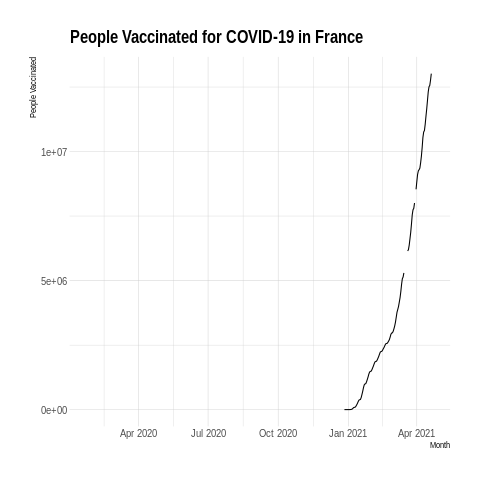 People Vaccinated for COVID-19 in France
People Vaccinated
1e+07
5e+06
0e+00
Apr 2020 Jul 2020 Oct 2020 Jan 2021 Apr 2021
Month